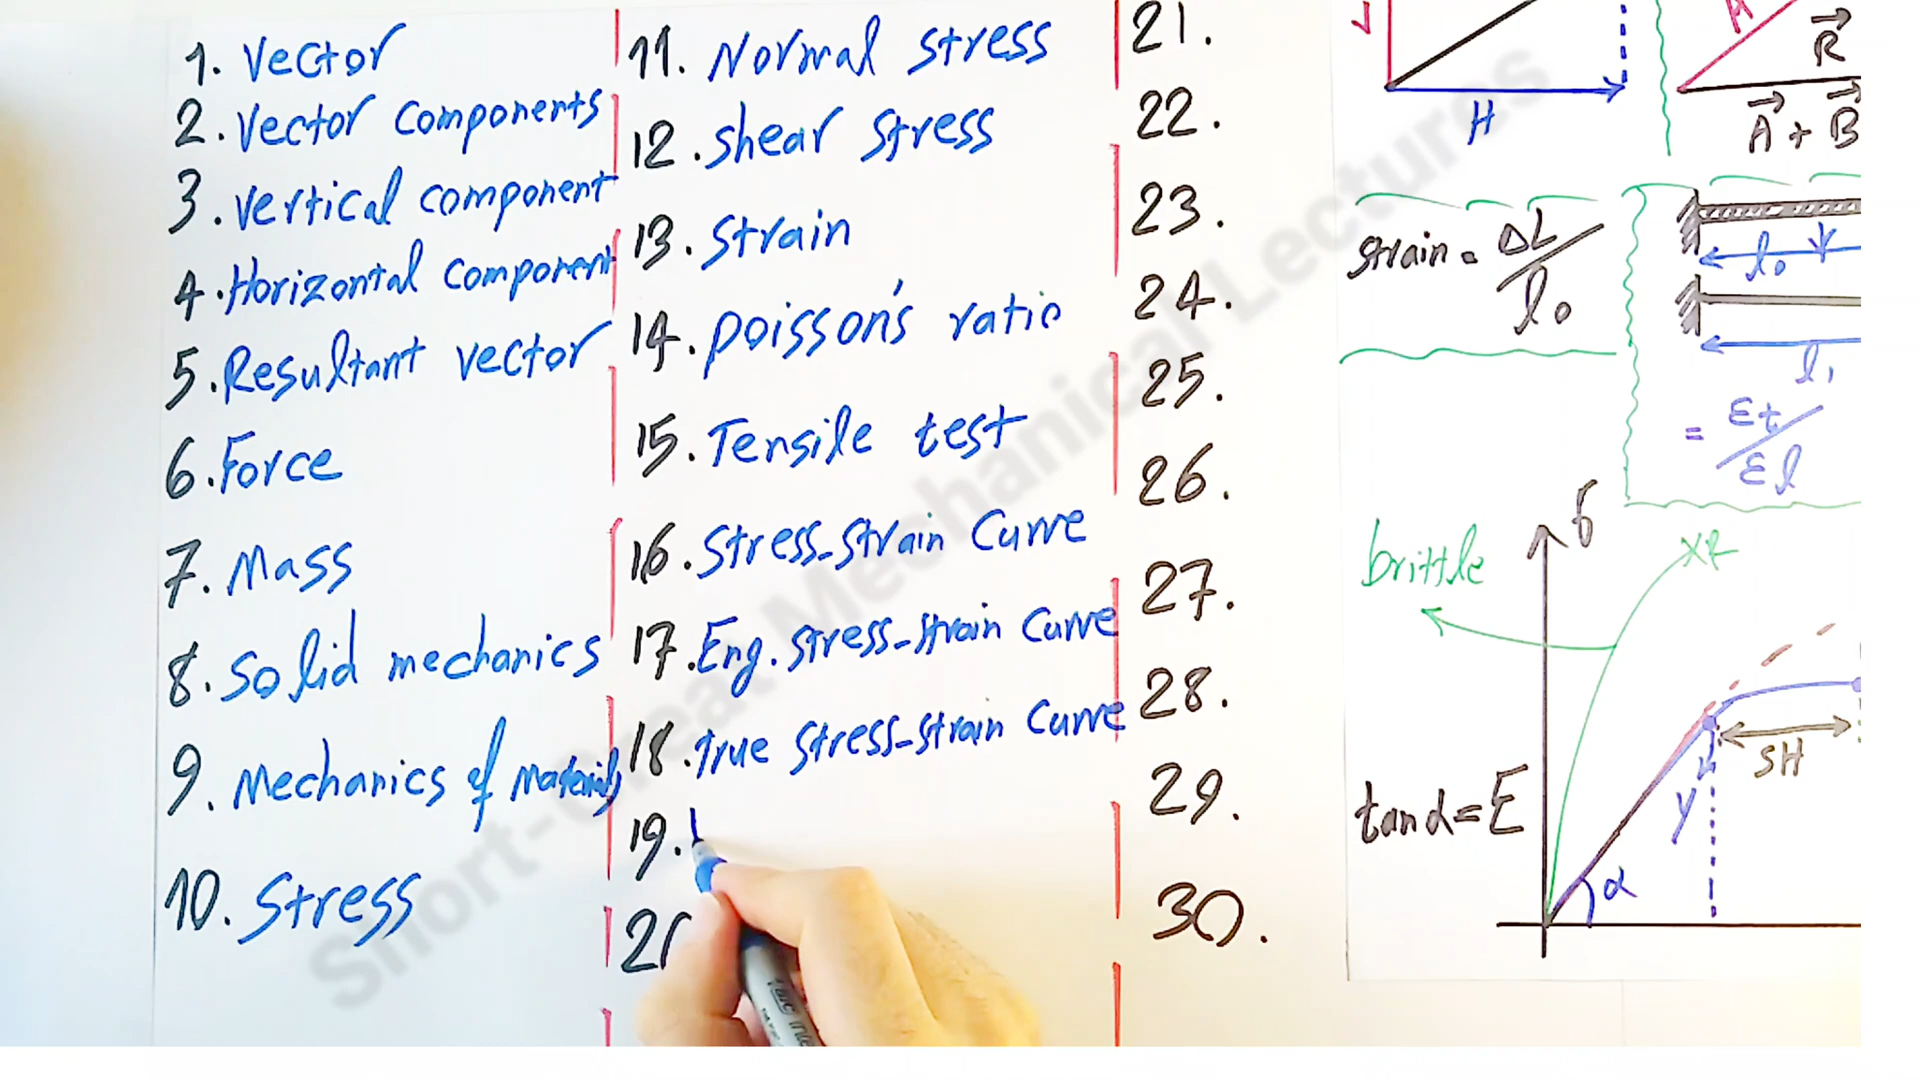 1. Vector
2. Vector components
3. Vertical component
4. Horizontal component
5. Resultant vector
6. Force
7. Mass
8. Solid mechanics
9. Mechanics of Materials
10. Stress
11. Normal stress
12. shear stress
13. Strain
14. poisson's ratio
15. Tensile test
16. Stress-strain Curve
17. Eng. stress-strain Curve
18. True stress-strain Curve
19.
21.
22.
23.
24.
25.
26.
27.
28.
29.
30.
H
R
A + B
strain = ΔL/l₀
l₀
l₁
= εt/εl
brittle
SH
y
tan α = E
α
Short-Great Mechanical Lectures